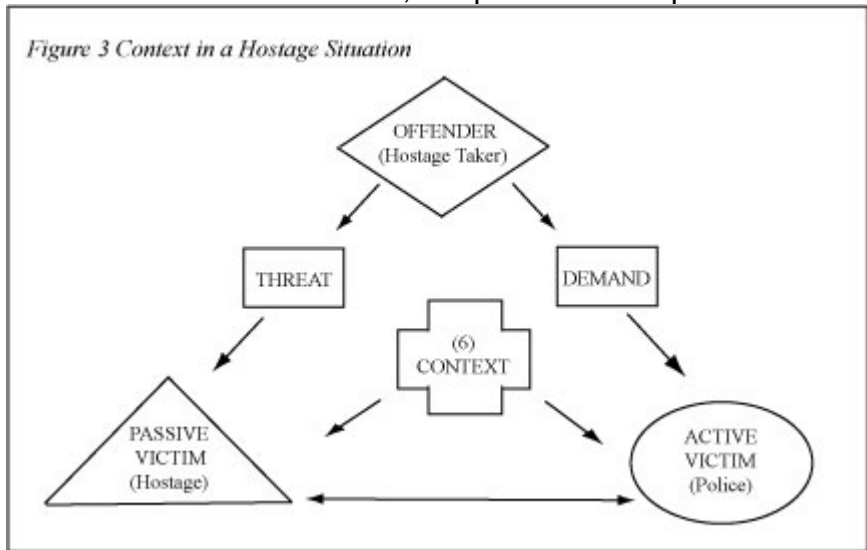 Figure 3 Context in a Hostage Situation
OFFENDER
(Hostage Taker)
THREAT
DEMAND
(6)
CONTEXT
PASSIVE
VICTIM
(Hostage)
ACTIVE
VICTIM
(Police)